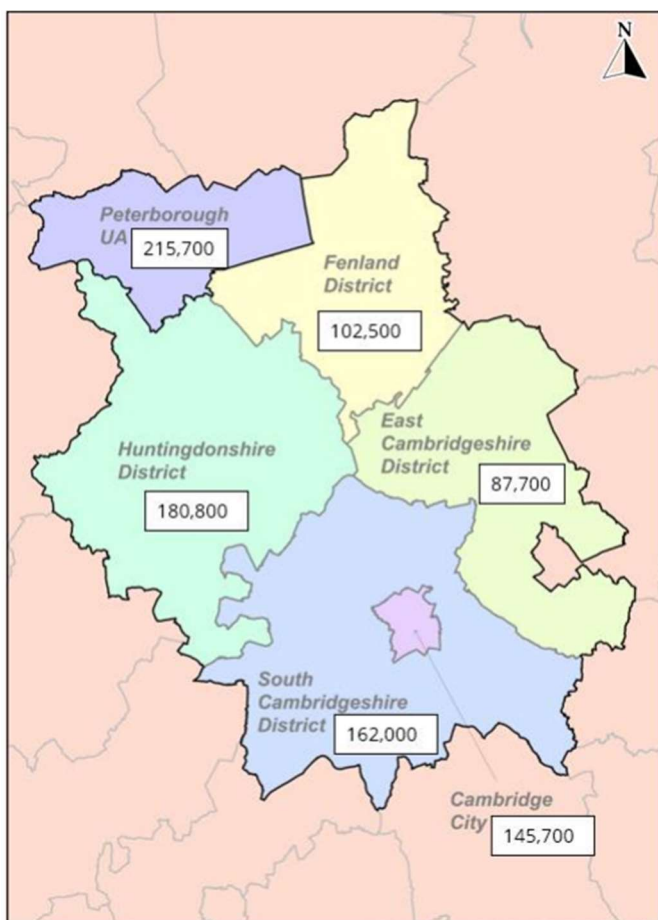 N
Peterborough
UA
215,700
Fenland
District
102,500
East
Cambridgeshire
District
87,700
Huntingdonshire
District
180,800
South
Cambridgeshire
District
162,000
Cambridge
City
145,700